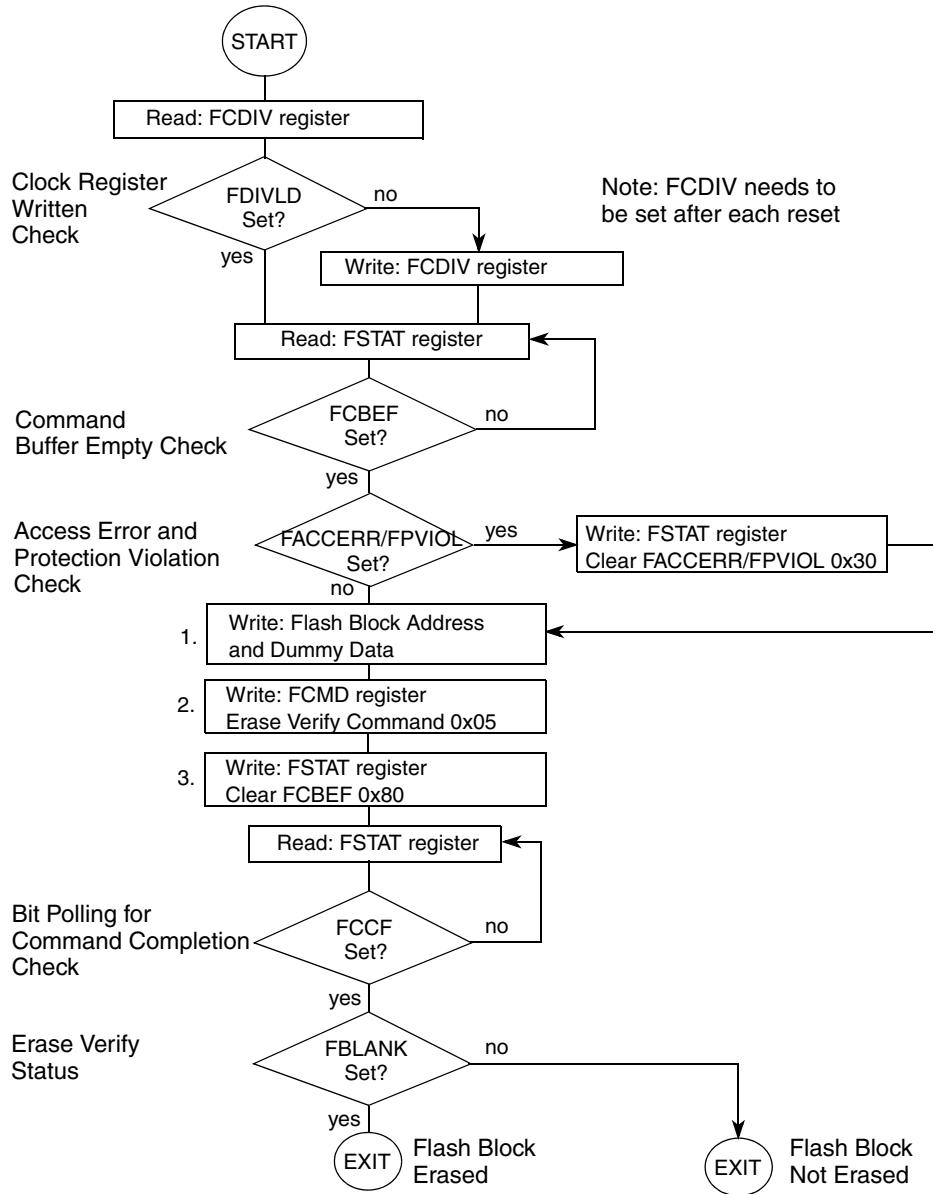 START
Read: FCDIV register
Clock Register
Written
Check
FDIVLD
Set?
no
yes
Note: FCDIV needs to
be set after each reset
Write: FCDIV register
Read: FSTAT register
Command
Buffer Empty Check
FCBEF
Set?
no
yes
Access Error and
Protection Violation
Check
FACCERR/FPVIOL
Set?
yes
no
Write: FSTAT register
Clear FACCERR/FPVIOL 0x30
1.
Write: Flash Block Address
and Dummy Data
2.
Write: FCMD register
Erase Verify Command 0x05
3.
Write: FSTAT register
Clear FCBEF 0x80
Read: FSTAT register
Bit Polling for
Command Completion
Check
FCCF
Set?
no
yes
Erase Verify
Status
FBLANK
Set?
no
yes
EXIT
Flash Block
Erased
EXIT
Flash Block
Not Erased